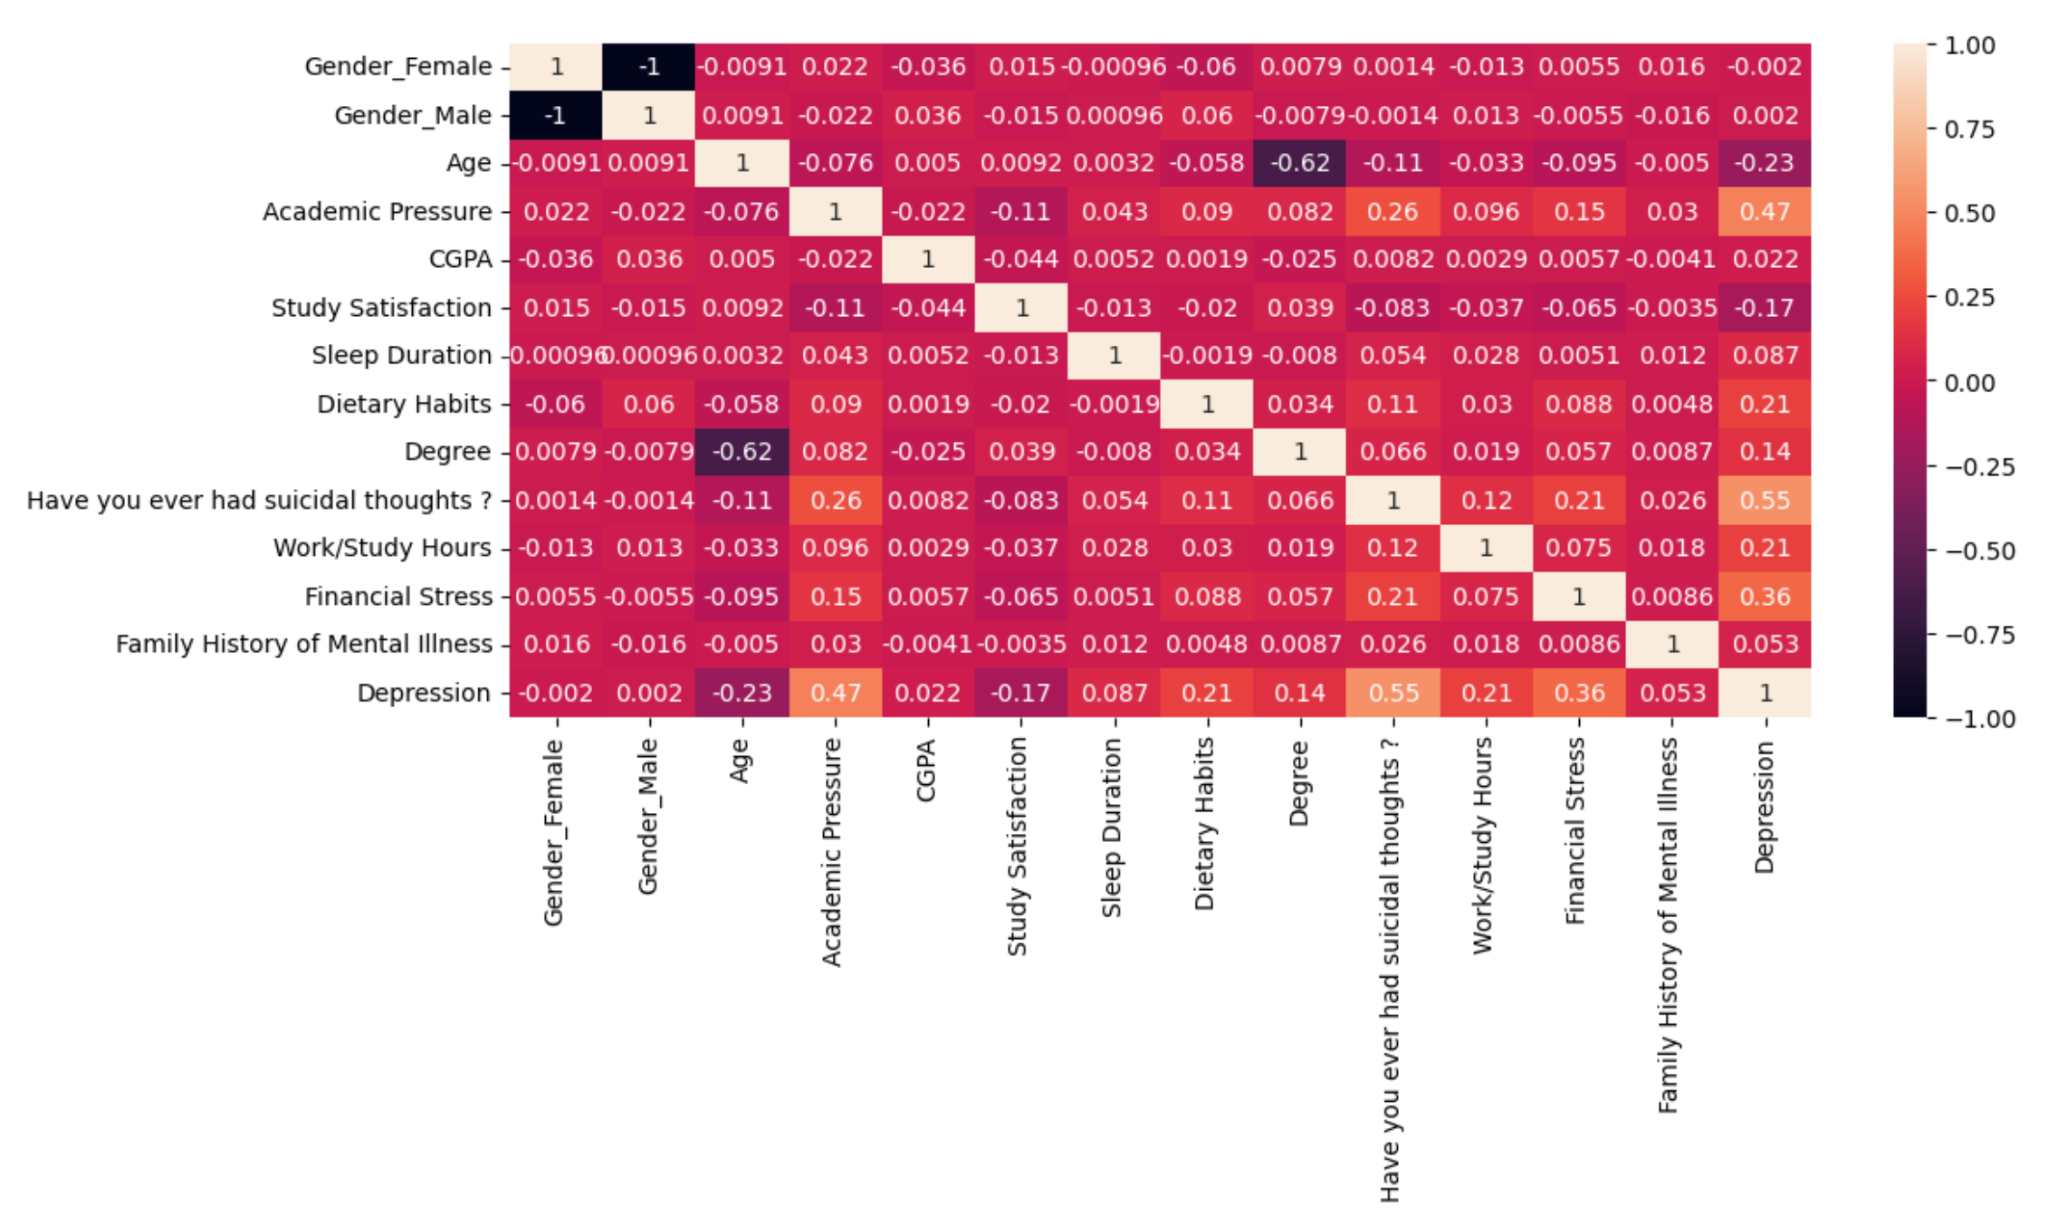 Gender_Female 1 -1 -0.0091 0.022 -0.036 0.015 -0.00096 -0.06 0.0079 0.0014 -0.013 0.0055 0.016 -0.002
Gender_Male -1 1 0.0091 -0.022 0.036 -0.015 0.00096 0.06 -0.0079 -0.0014 0.013 -0.0055 -0.016 0.002
Age -0.0091 0.0091 1 -0.076 0.005 0.0092 0.0032 -0.058 -0.62 -0.11 -0.033 -0.095 -0.005 -0.23
Academic Pressure 0.022 -0.022 -0.076 1 -0.022 -0.11 0.043 0.09 0.082 0.26 0.096 0.15 0.03 0.47
CGPA -0.036 0.036 0.005 -0.022 1 -0.044 0.0052 0.0019 -0.025 0.0082 0.0029 0.0057 -0.0041 0.022
Study Satisfaction 0.015 -0.015 0.0092 -0.11 -0.044 1 -0.013 -0.02 0.039 -0.083 -0.037 -0.065 -0.0035 -0.17
Sleep Duration 0.00096 0.00096 0.0032 0.043 0.0052 -0.013 1 -0.0019 -0.008 0.054 0.028 0.0051 0.012 0.087
Dietary Habits -0.06 0.06 -0.058 0.09 0.0019 -0.02 -0.0019 1 0.034 0.11 0.03 0.088 0.0048 0.21
Degree 0.0079 -0.0079 -0.62 0.082 -0.025 0.039 -0.008 0.034 1 0.066 0.019 0.057 0.0087 0.14
Have you ever had suicidal thoughts ? 0.0014 -0.0014 -0.11 0.26 0.0082 -0.083 0.054 0.11 0.066 1 0.12 0.21 0.026 0.55
Work/Study Hours -0.013 0.013 -0.033 0.096 0.0029 -0.037 0.028 0.03 0.019 0.12 1 0.075 0.018 0.21
Financial Stress 0.0055 -0.0055 -0.095 0.15 0.0057 -0.065 0.0051 0.088 0.057 0.21 0.075 1 0.0086 0.36
Family History of Mental Illness 0.016 -0.016 -0.005 0.03 -0.0041 -0.0035 0.012 0.0048 0.0087 0.026 0.018 0.0086 1 0.053
Depression -0.002 0.002 -0.23 0.47 0.022 -0.17 0.087 0.21 0.14 0.55 0.21 0.36 0.053 1
Gender_Female
Gender_Male
Age
Academic Pressure
CGPA
Study Satisfaction
Sleep Duration
Dietary Habits
Degree
Have you ever had suicidal thoughts ?
Work/Study Hours
Financial Stress
Family History of Mental Illness
Depression
1.00
0.75
0.50
0.25
0.00
−0.25
−0.50
−0.75
−1.00